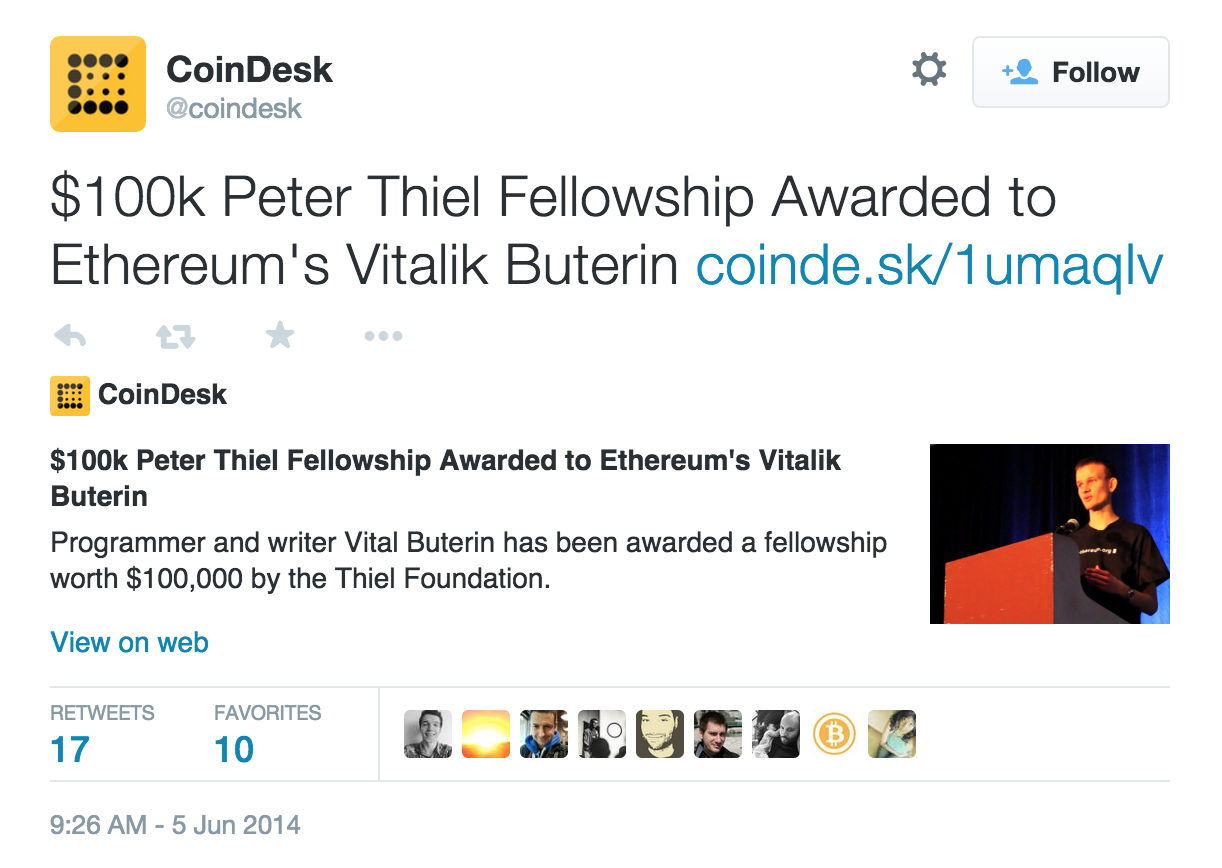 CoinDesk
@coindesk
Follow
$100k Peter Thiel Fellowship Awarded to
Ethereum's Vitalik Buterin coinde.sk/1umaqlv
CoinDesk
$100k Peter Thiel Fellowship Awarded to Ethereum's Vitalik
Buterin
Programmer and writer Vital Buterin has been awarded a fellowship
worth $100,000 by the Thiel Foundation.
ethereum.org
View on web
RETWEETS
FAVORITES
17
10
9:26 AM - 5 Jun 2014